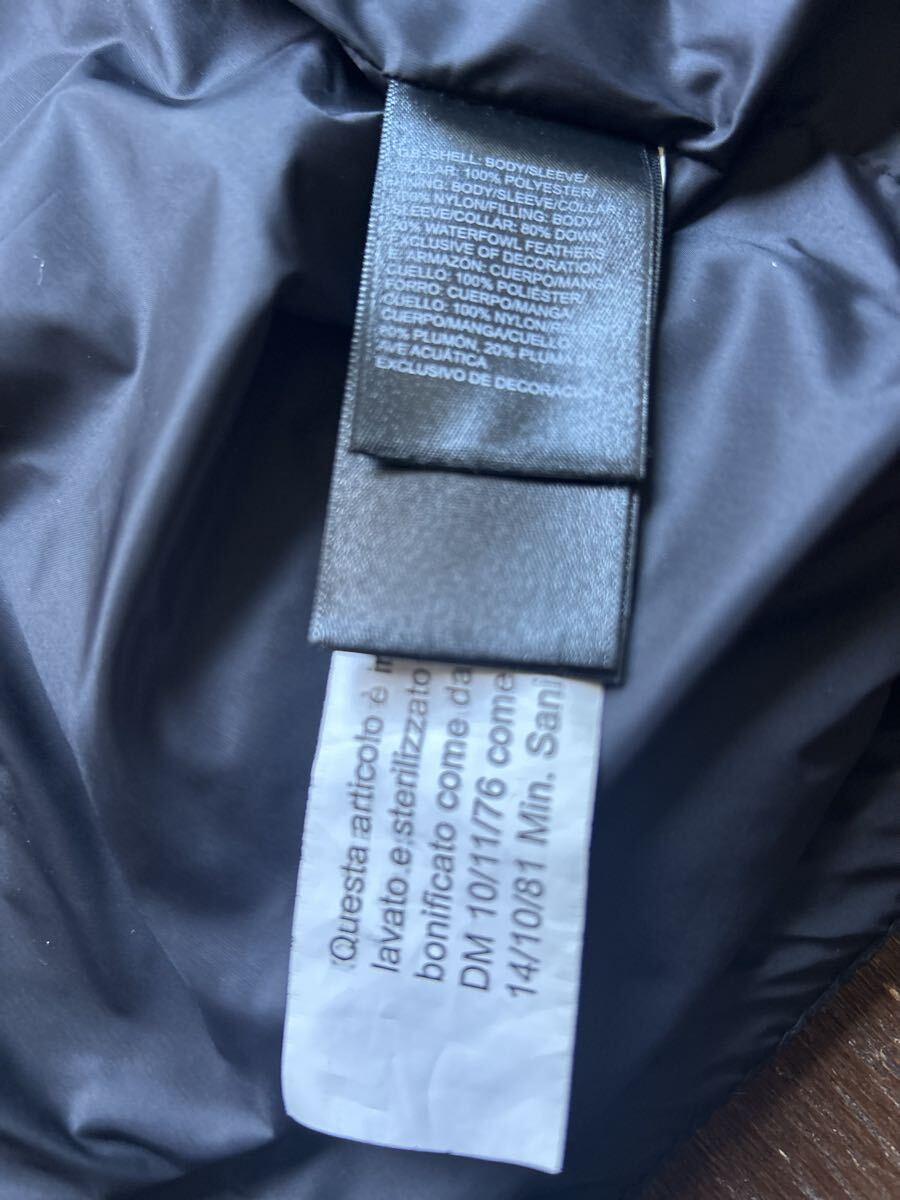 SHELL: BODY/SLEEVE/
COLLAR: 100% POLYESTER/
LINING: BODY/SLEEVE/COLLAR:
100% NYLON/FILLING: BODY/
SLEEVE/COLLAR: 80% DOWN,
20% WATERFOWL FEATHERS
EXCLUSIVE OF DECORATION
ARMAZÓN: CUERPO/MANGA/
CUELLO: 100% POLIESTER/
FORRO: CUERPO/MANGA/
CUELLO: 100% NYLON/
CUERPO/MANGA/CUELLO:
80% PLUMÓN, 20% PLUMA DE
AVE ACUÁTICA
EXCLUSIVO DE
Questa articolo è
lavato e sterilizzato
bonificato come da
DM 10/11/76 come
14/10/81 Min. Sani